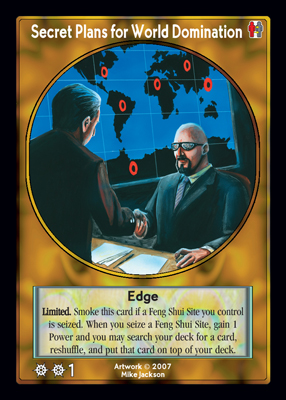 Secret Plans for World Domination
Edge
Limited. Smoke this card if a Feng Shui Site you control
is seized. When you seize a Feng Shui Site, gain 1
Power and you may search your deck for a card,
reshuffle, and put that card on top of your deck.
1
Artwork © 2007
Mike Jackson